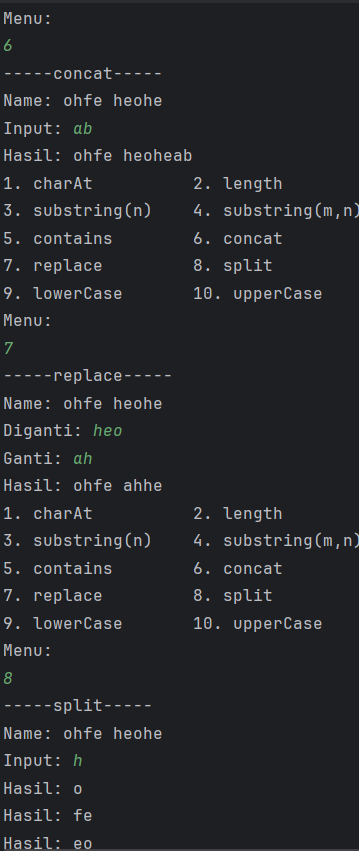 Menu:
6
-----concat-----
Name: ohfe heohe
Input: ab
Hasil: ohfe heoheab
1. charAt 2. length
3. substring(n) 4. substring(m,n)
5. contains 6. concat
7. replace 8. split
9. lowerCase 10. upperCase
Menu:
7
-----replace-----
Name: ohfe heohe
Diganti: heo
Ganti: ah
Hasil: ohfe ahhe
1. charAt 2. length
3. substring(n) 4. substring(m,n)
5. contains 6. concat
7. replace 8. split
9. lowerCase 10. upperCase
Menu:
8
-----split-----
Name: ohfe heohe
Input: h
Hasil: o
Hasil: fe
Hasil: eo